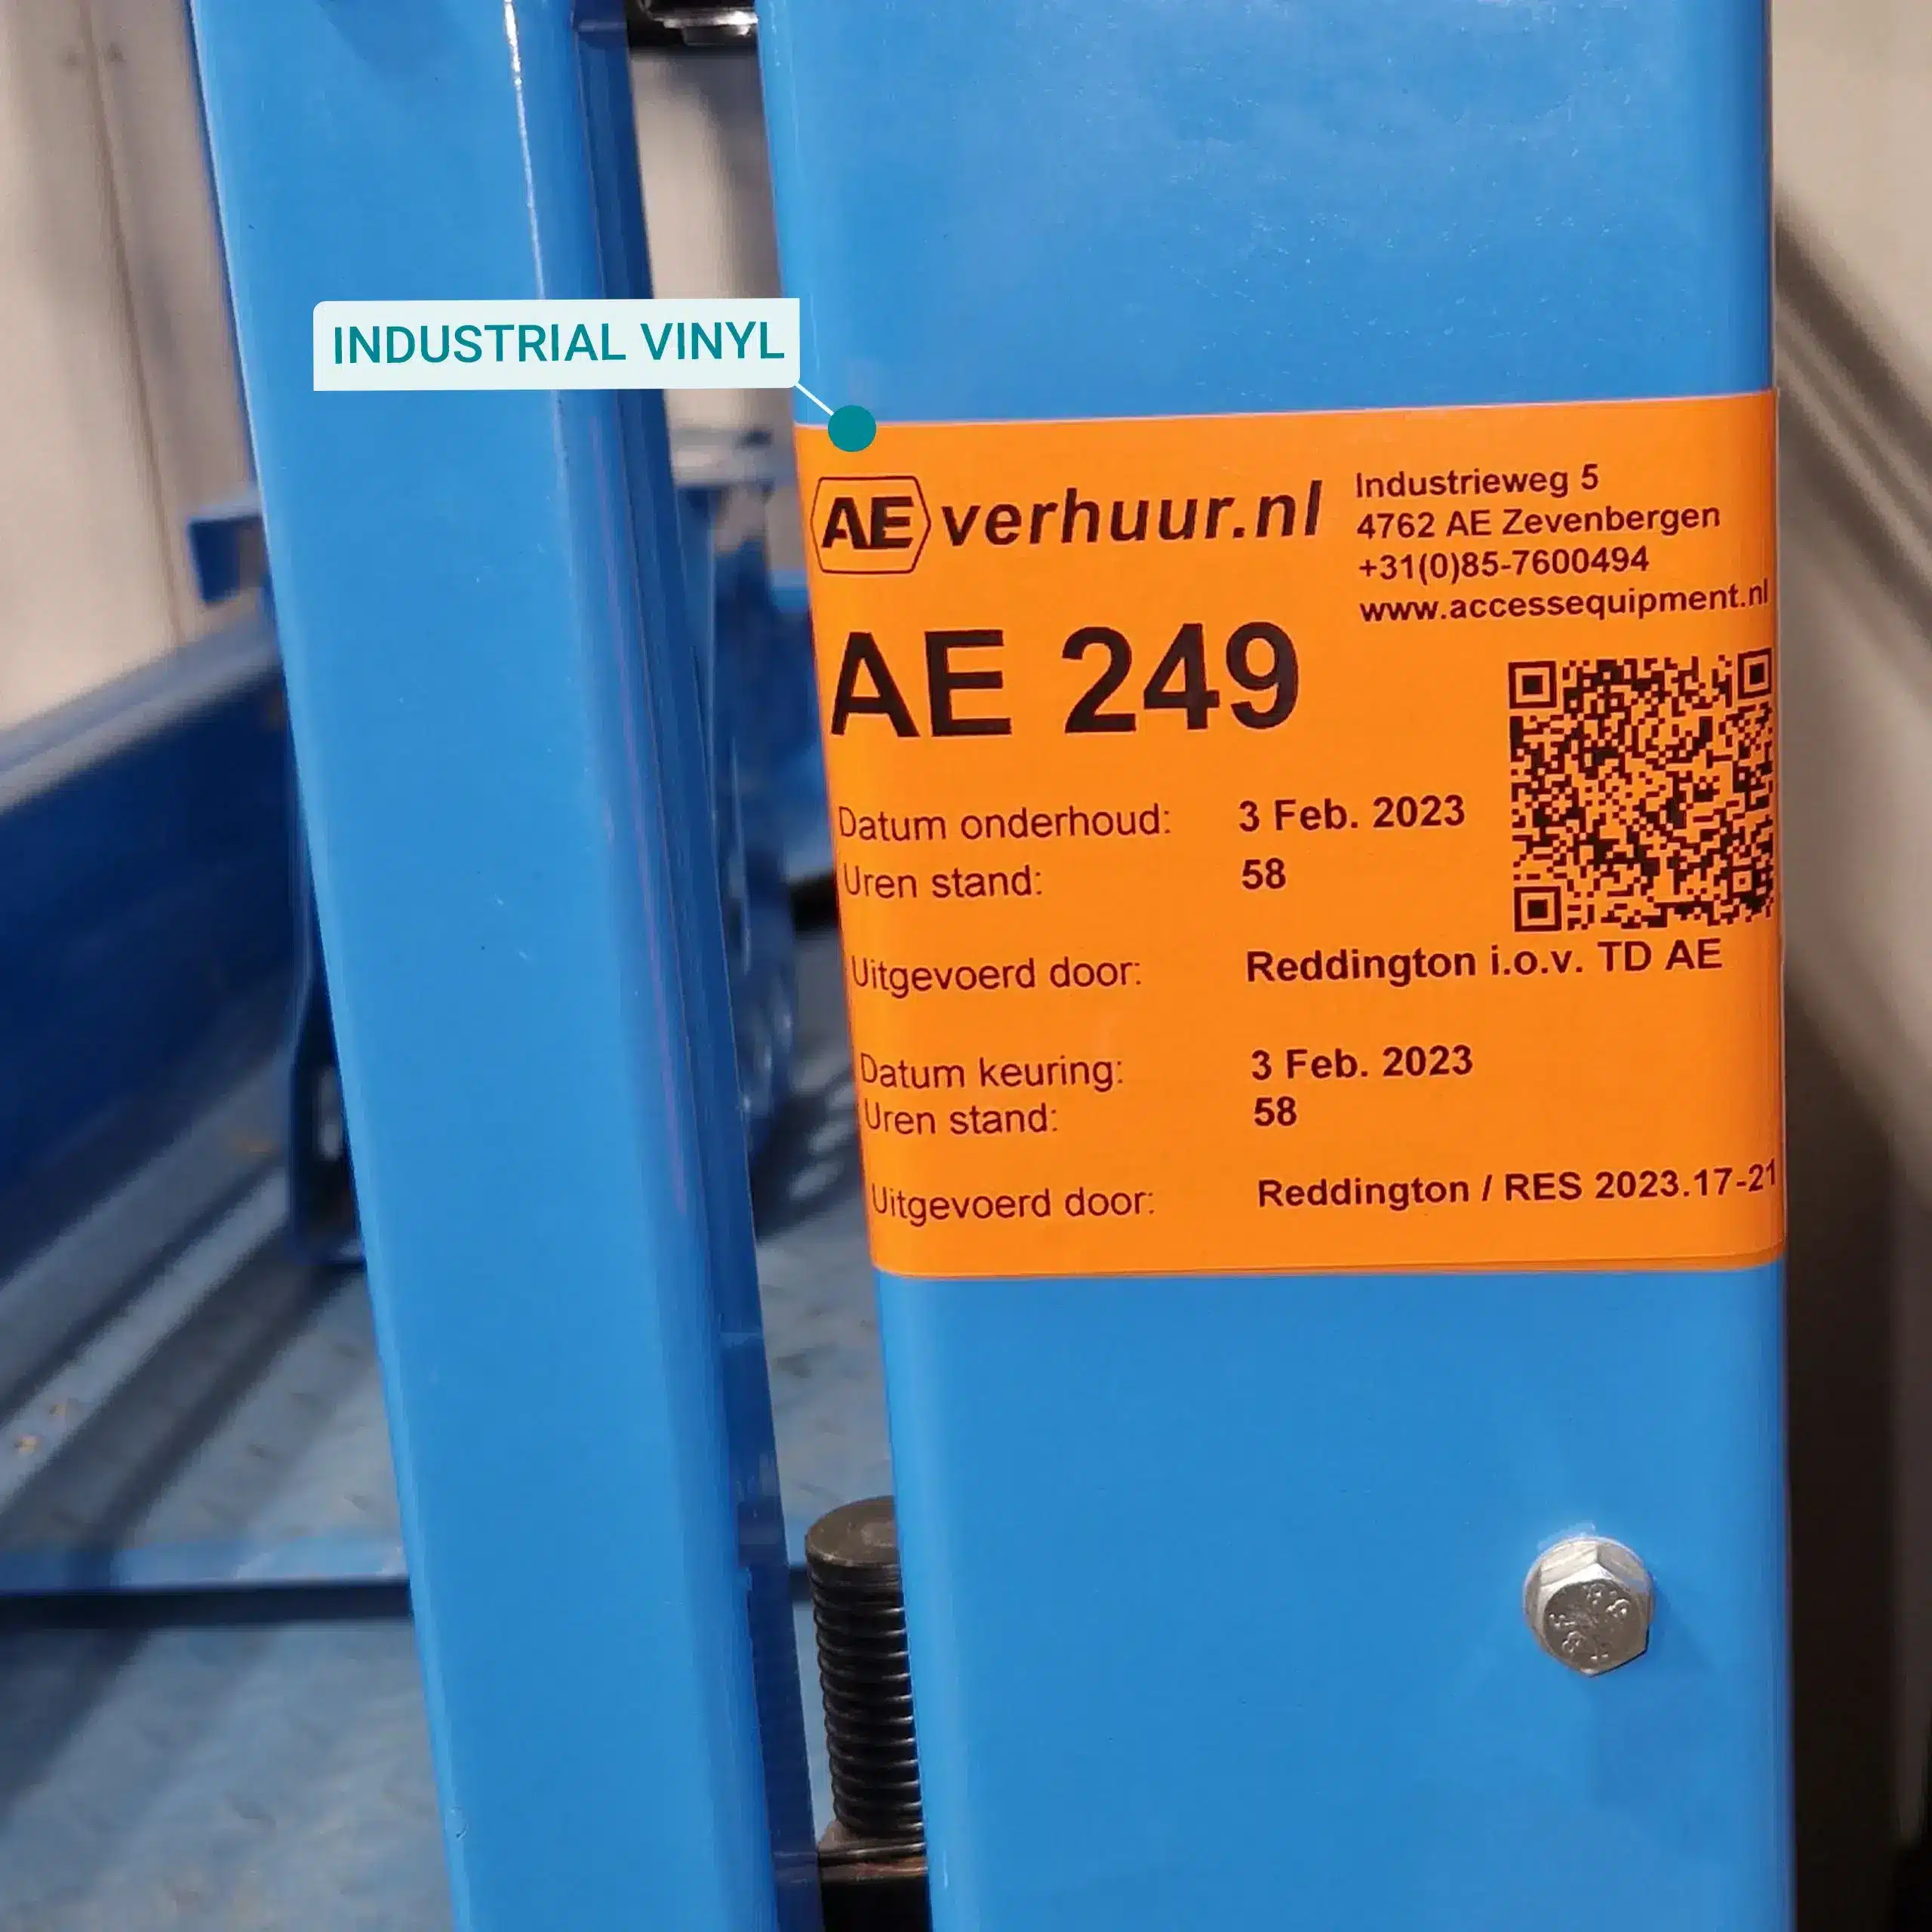 INDUSTRIAL VINYL
AE verhuur.nl
Industrieweg 5
4762 AE Zevenbergen
+31(0)85-7600494
www.accessequipment.nl
AE 249
Datum onderhoud: 3 Feb. 2023
Uren stand: 58
Uitgevoerd door: Reddington i.o.v. TD AE
Datum keuring: 3 Feb. 2023
Uren stand: 58
Uitgevoerd door: Reddington / RES 2023.17-21